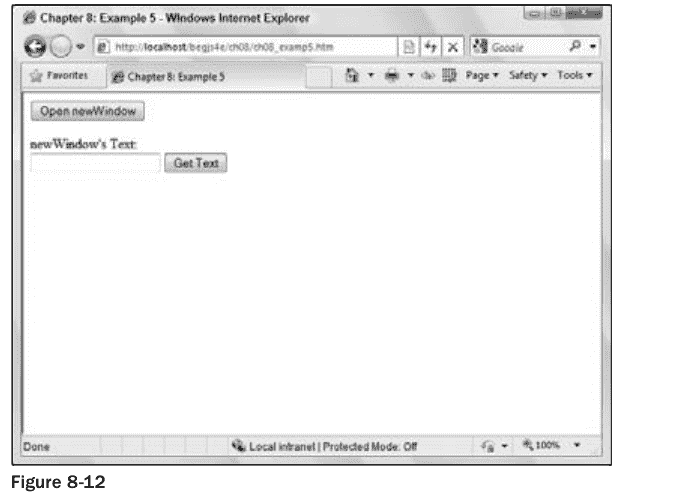 Chapter 8: Example 5 - Windows Internet Explorer
http://localhost/begjs4e/ch08/ch08_examp5.htm
Google
Favorites
Chapter 8: Example 5
Page
Safety
Tools
Open newWindow
newWindow's Text:
Get Text
Done
Local intranet | Protected Mode: Off
100%
Figure 8-12